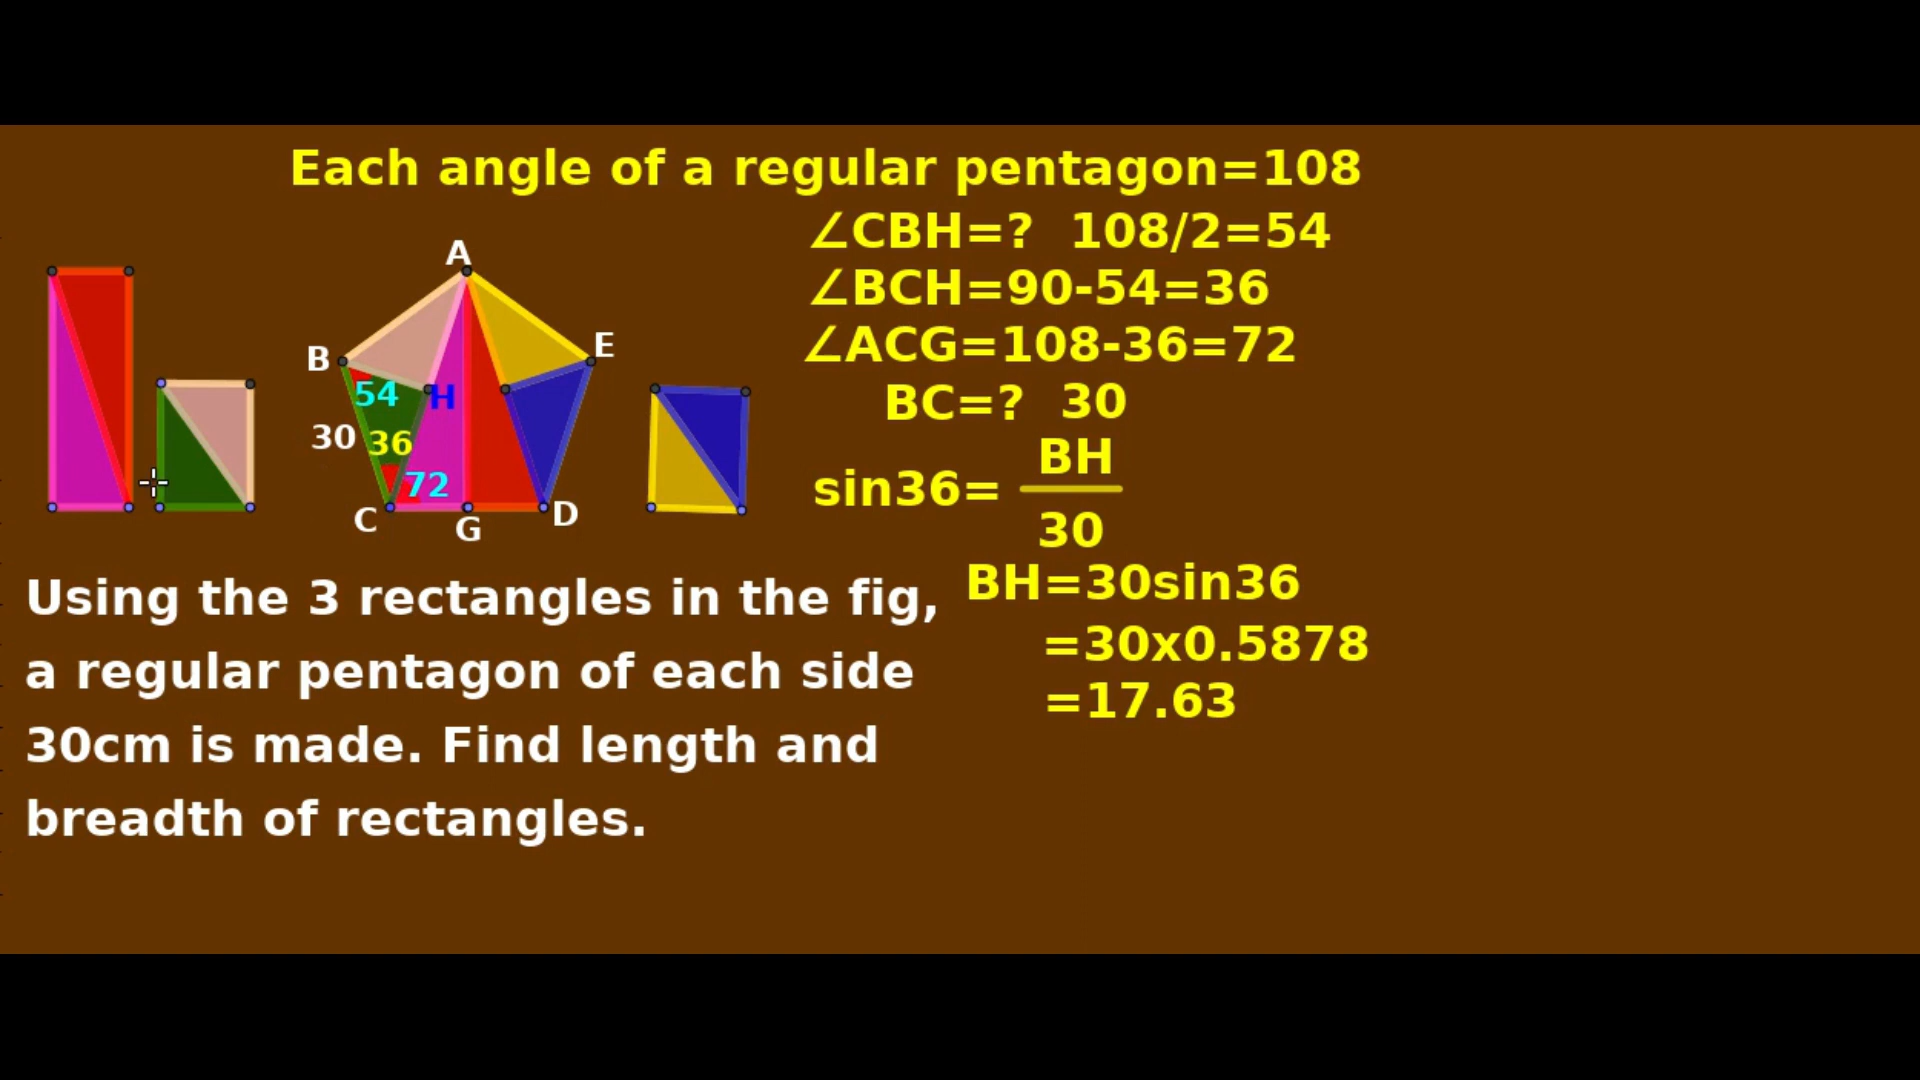 Each angle of a regular pentagon=108
∠CBH=? 108/2=54
∠BCH=90-54=36
∠ACG=108-36=72
BC=? 30
sin36=
BH
30
BH=30sin36
=30x0.5878
=17.63
A
B
E
54
H
30
36
72
C
G
D
Using the 3 rectangles in the fig,
a regular pentagon of each side
30cm is made. Find length and
breadth of rectangles.